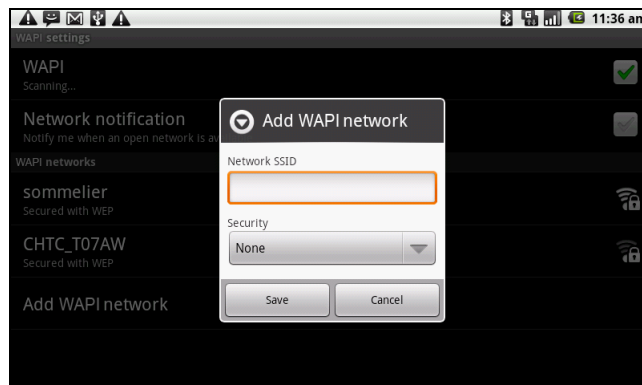 11:36 am
WAPI settings
WAPI
Scanning...
Network notification
Notify me when an open network is av
WAPI networks
sommelier
Secured with WEP
CHTC_T07AW
Secured with WEP
Add WAPI network
Add WAPI network
Network SSID
Security
None
Save
Cancel